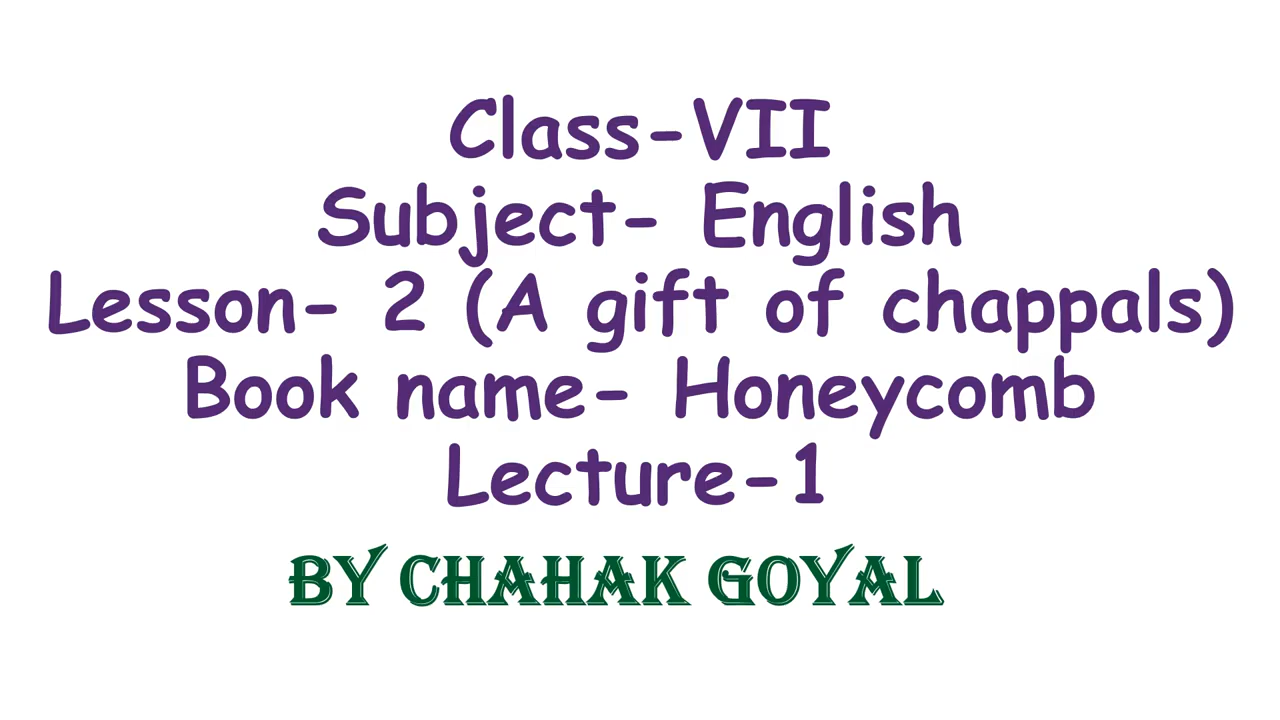 Class-VII
Subject- English
Lesson- 2 (A gift of chappals)
Book name- Honeycomb
Lecture-1
BY CHAHAK GOYAL